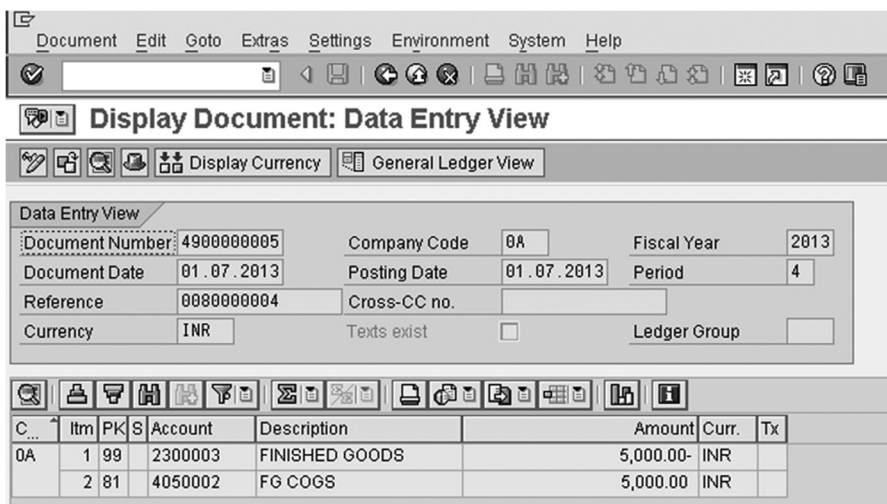 Document Edit Goto Extras Settings Environment System Help
Display Document: Data Entry View
Display Currency General Ledger View
Data Entry View
Document Number 4900000005 Company Code 0A Fiscal Year 2013
Document Date 01.07.2013 Posting Date 01.07.2013 Period 4
Reference 0080000004 Cross-CC no.
Currency INR Texts exist Ledger Group
C... Itm PK S Account Description Amount Curr. Tx
0A 1 99 2300003 FINISHED GOODS 5,000.00- INR
2 81 4050002 FG COGS 5,000.00 INR